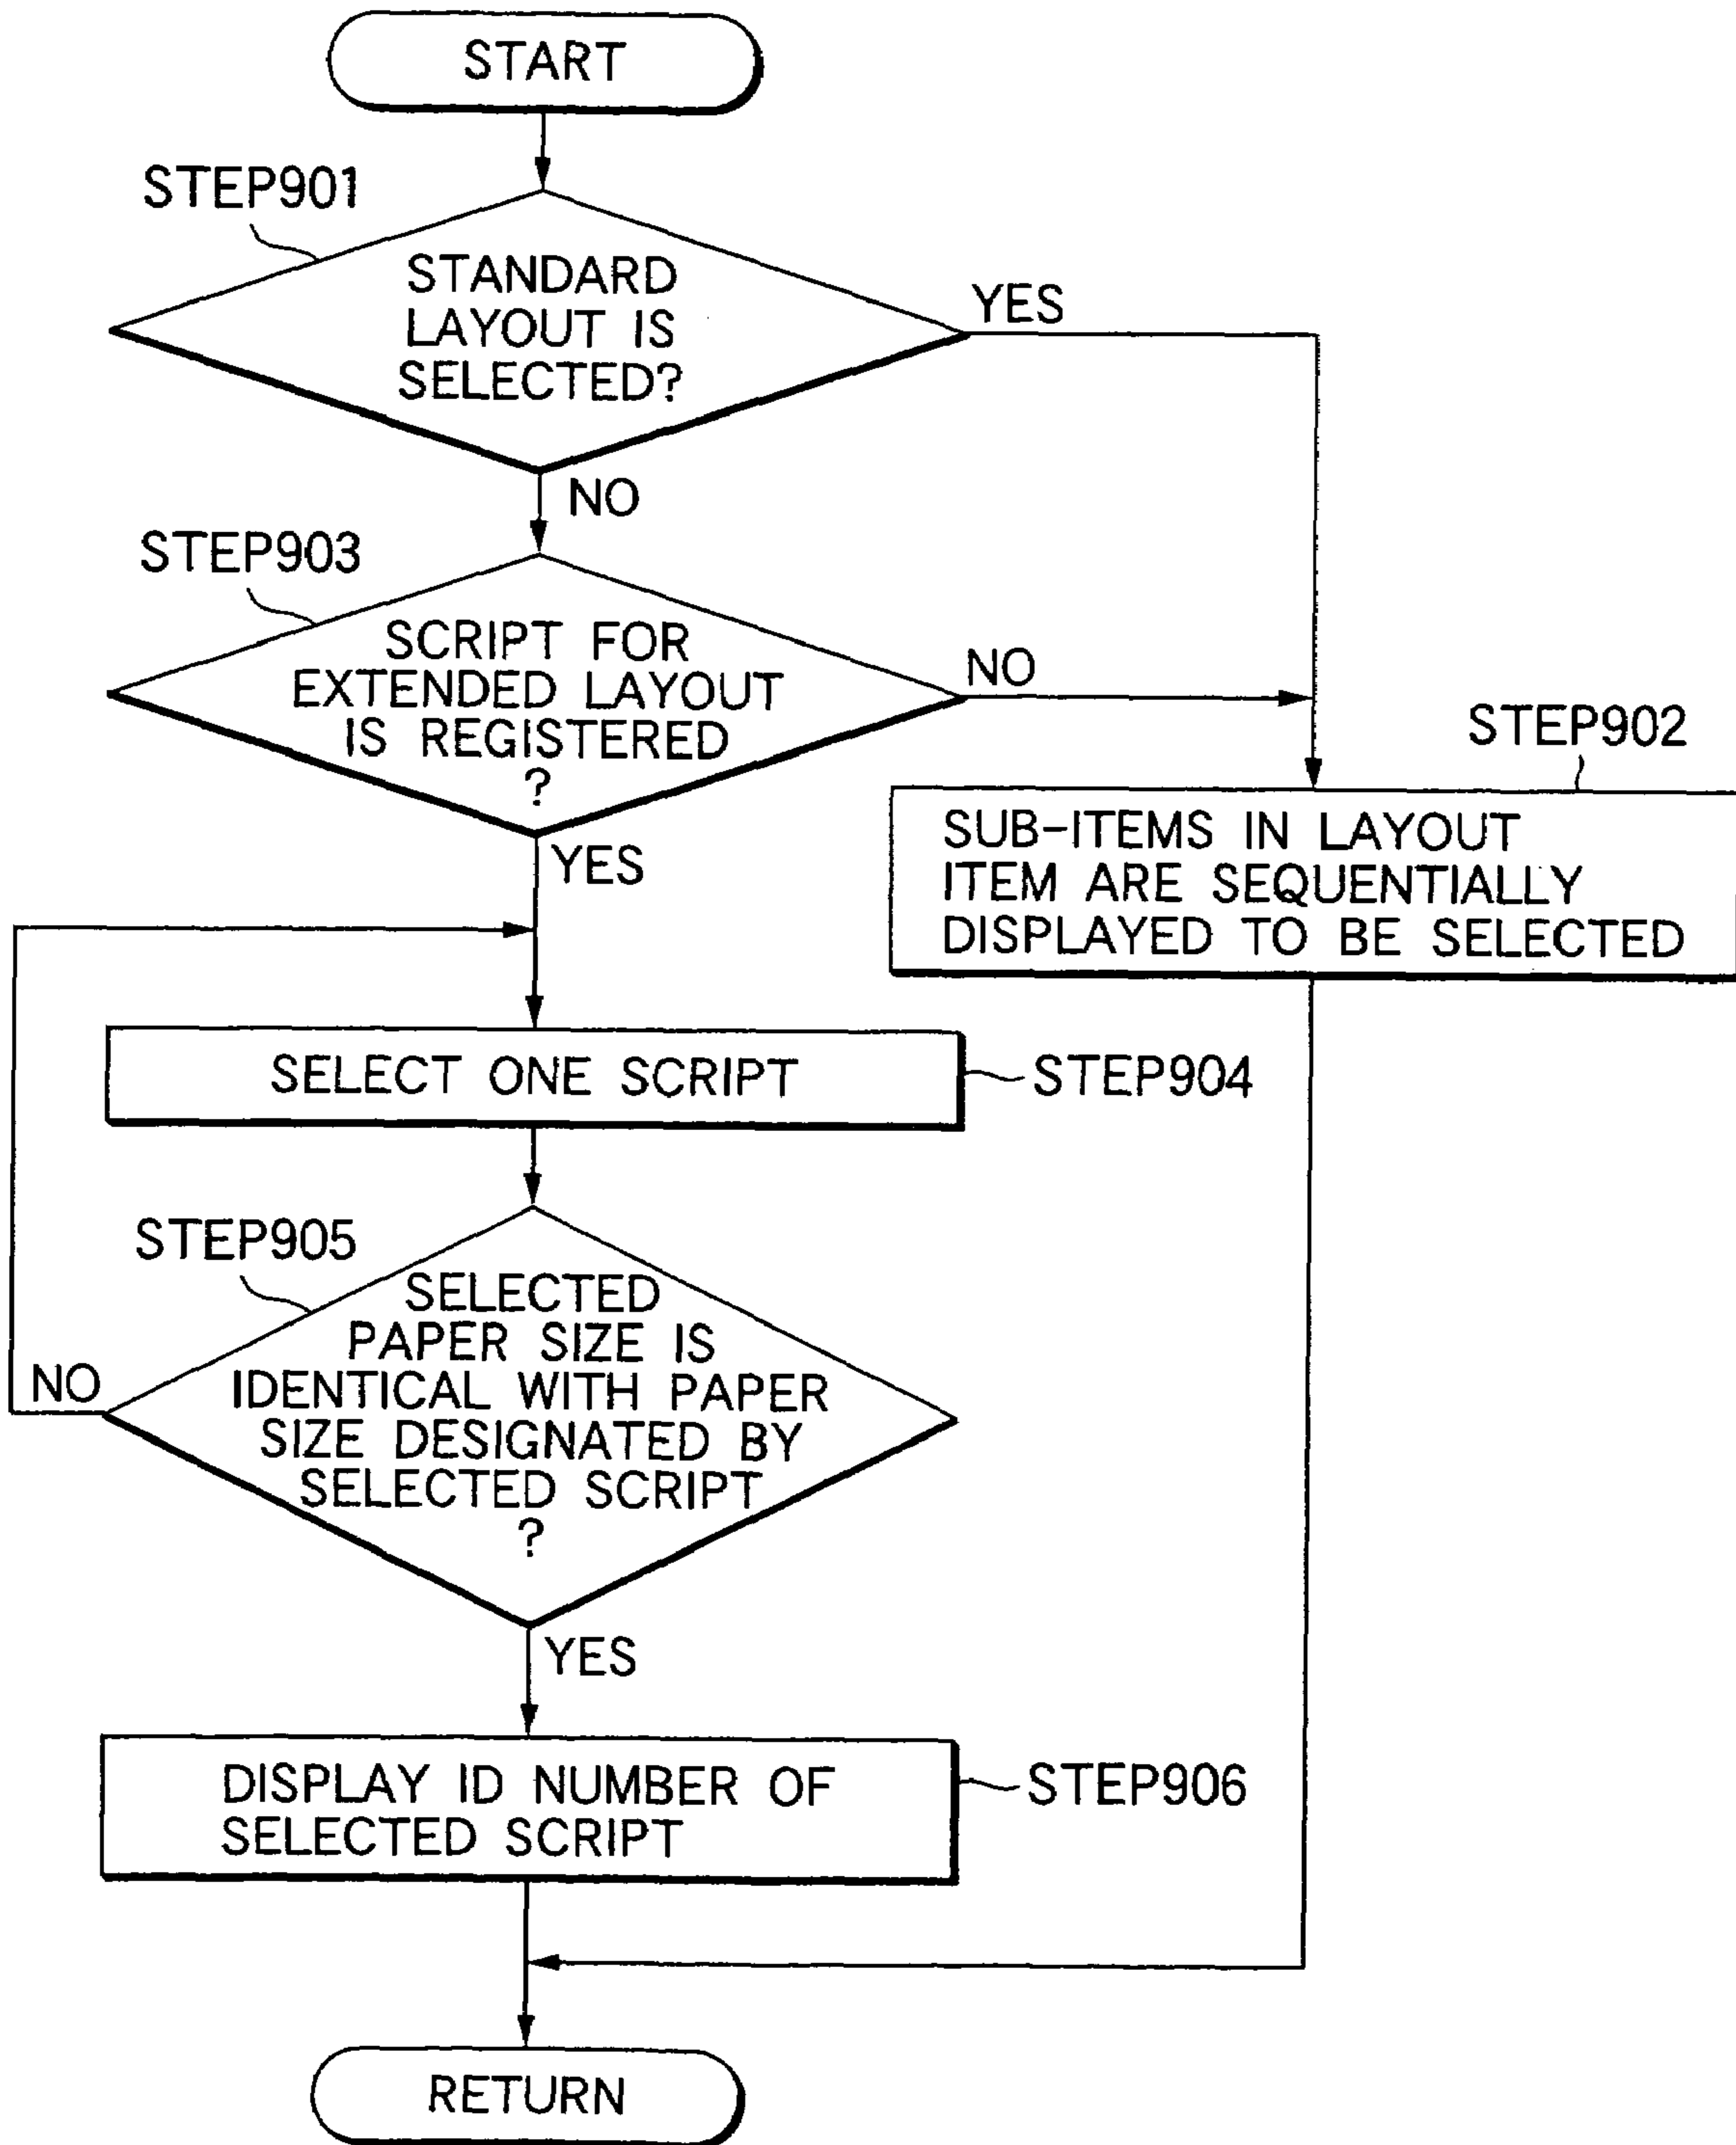 START
STEP901
STANDARD
LAYOUT IS
SELECTED?
YES
NO
STEP903
SCRIPT FOR
EXTENDED LAYOUT
IS REGISTERED
?
NO
YES
STEP902
SUB-ITEMS IN LAYOUT
ITEM ARE SEQUENTIALLY
DISPLAYED TO BE SELECTED
SELECT ONE SCRIPT
STEP904
STEP905
SELECTED
PAPER SIZE IS
IDENTICAL WITH PAPER
SIZE DESIGNATED BY
SELECTED SCRIPT
?
NO
YES
DISPLAY ID NUMBER OF
SELECTED SCRIPT
STEP906
RETURN